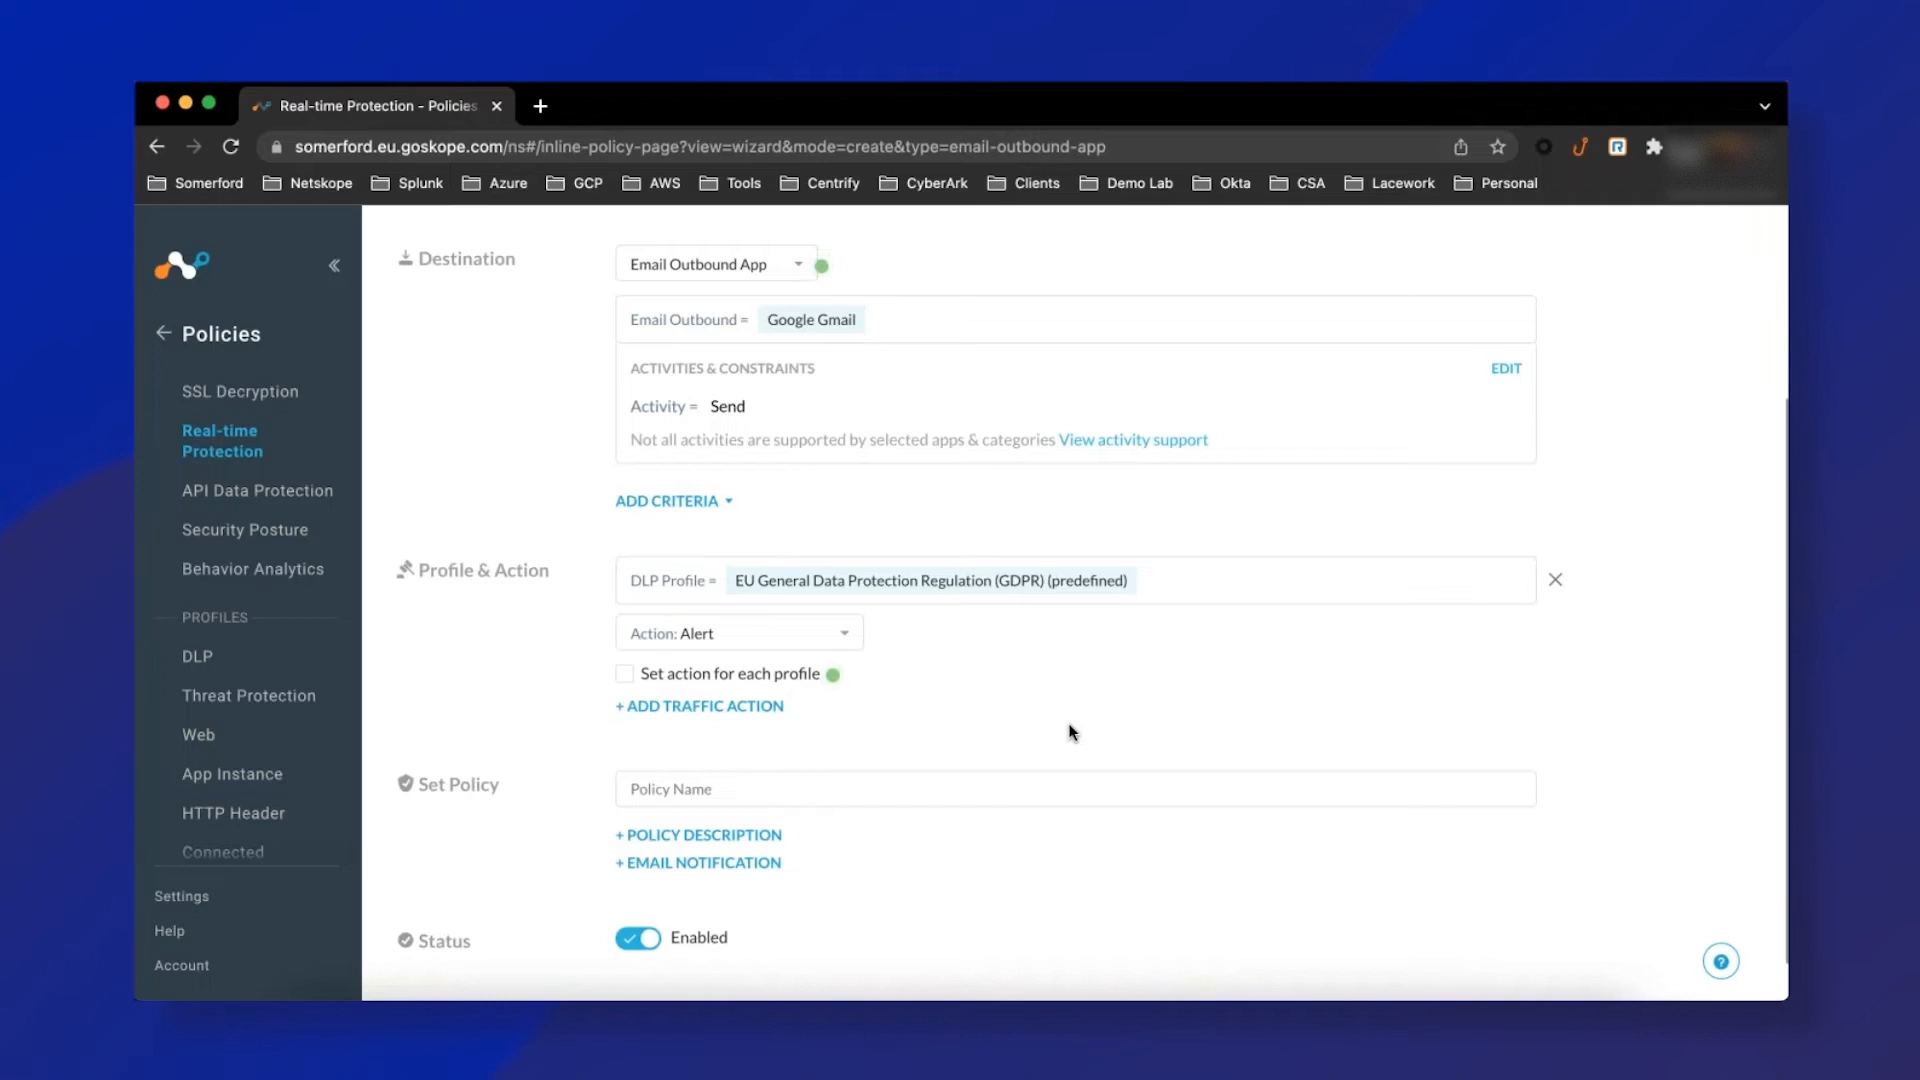 Real-time Protection - Policies
somerford.eu.goskope.com/ns#/inline-policy-page?view=wizard&mode=create&type=email-outbound-app
Somerford Netskope Splunk Azure GCP AWS Tools Centrify CyberArk Clients Demo Lab Okta CSA Lacework Personal
Policies
SSL Decryption
Real-time
Protection
API Data Protection
Security Posture
Behavior Analytics
PROFILES
DLP
Threat Protection
Web
App Instance
HTTP Header
Connected
Settings
Help
Account
Destination
Email Outbound App
Email Outbound = Google Gmail
ACTIVITIES & CONSTRAINTS EDIT
Activity = Send
Not all activities are supported by selected apps & categories View activity support
ADD CRITERIA
Profile & Action
DLP Profile = EU General Data Protection Regulation (GDPR) (predefined)
Action: Alert
Set action for each profile
+ ADD TRAFFIC ACTION
Set Policy
Policy Name
+ POLICY DESCRIPTION
+ EMAIL NOTIFICATION
Status
Enabled